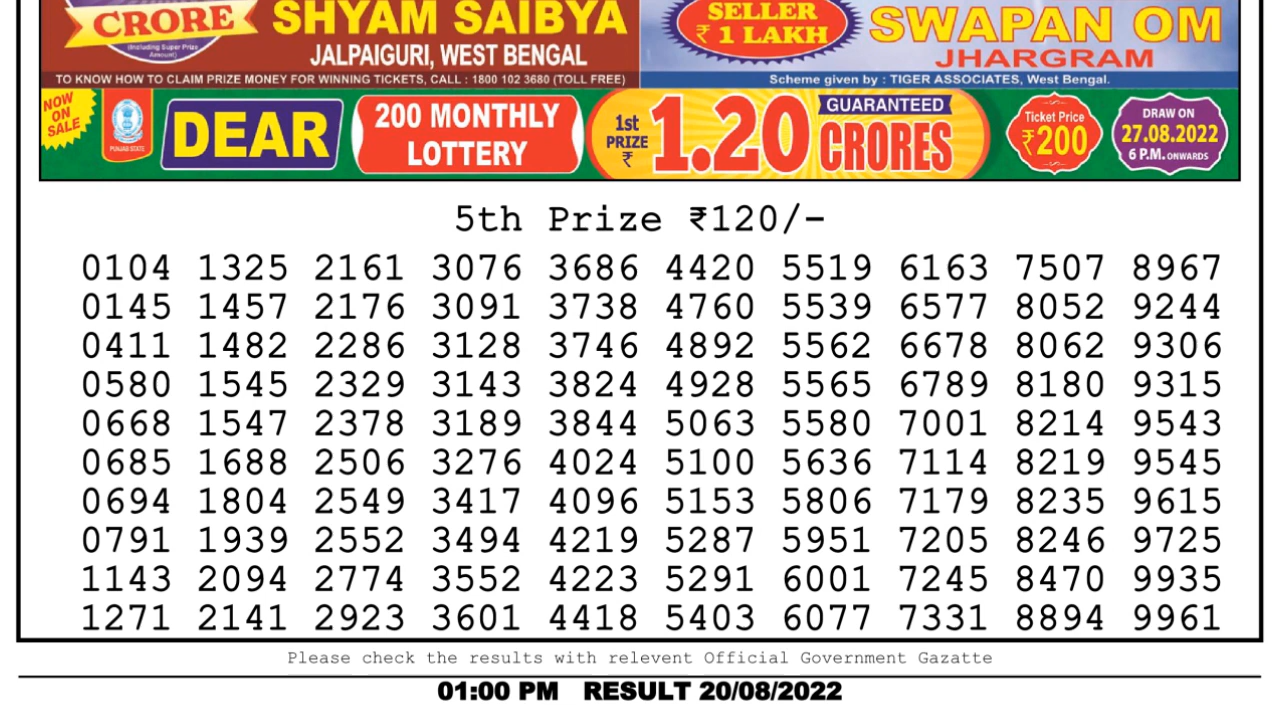 CRORE
(Including Super Prize
Amount)
SHYAM SAIBYA
JALPAIGURI, WEST BENGAL
TO KNOW HOW TO CLAIM PRIZE MONEY FOR WINNING TICKETS, CALL : 1800 102 3680 (TOLL FREE)
SELLER
₹ 1 LAKH
SWAPAN OM
JHARGRAM
Scheme given by : TIGER ASSOCIATES, West Bengal.
NOW
ON
SALE
PUNJAB STATE
DEAR
200 MONTHLY
LOTTERY
1st
PRIZE
₹
1.20
GUARANTEED
CRORES
Ticket Price
₹200
DRAW ON
27.08.2022
6 P.M. ONWARDS
5th Prize ₹120/-
0104 1325 2161 3076 3686 4420 5519 6163 7507 8967
0145 1457 2176 3091 3738 4760 5539 6577 8052 9244
0411 1482 2286 3128 3746 4892 5562 6678 8062 9306
0580 1545 2329 3143 3824 4928 5565 6789 8180 9315
0668 1547 2378 3189 3844 5063 5580 7001 8214 9543
0685 1688 2506 3276 4024 5100 5636 7114 8219 9545
0694 1804 2549 3417 4096 5153 5806 7179 8235 9615
0791 1939 2552 3494 4219 5287 5951 7205 8246 9725
1143 2094 2774 3552 4223 5291 6001 7245 8470 9935
1271 2141 2923 3601 4418 5403 6077 7331 8894 9961
Please check the results with relevent Official Government Gazatte
01:00 PM RESULT 20/08/2022